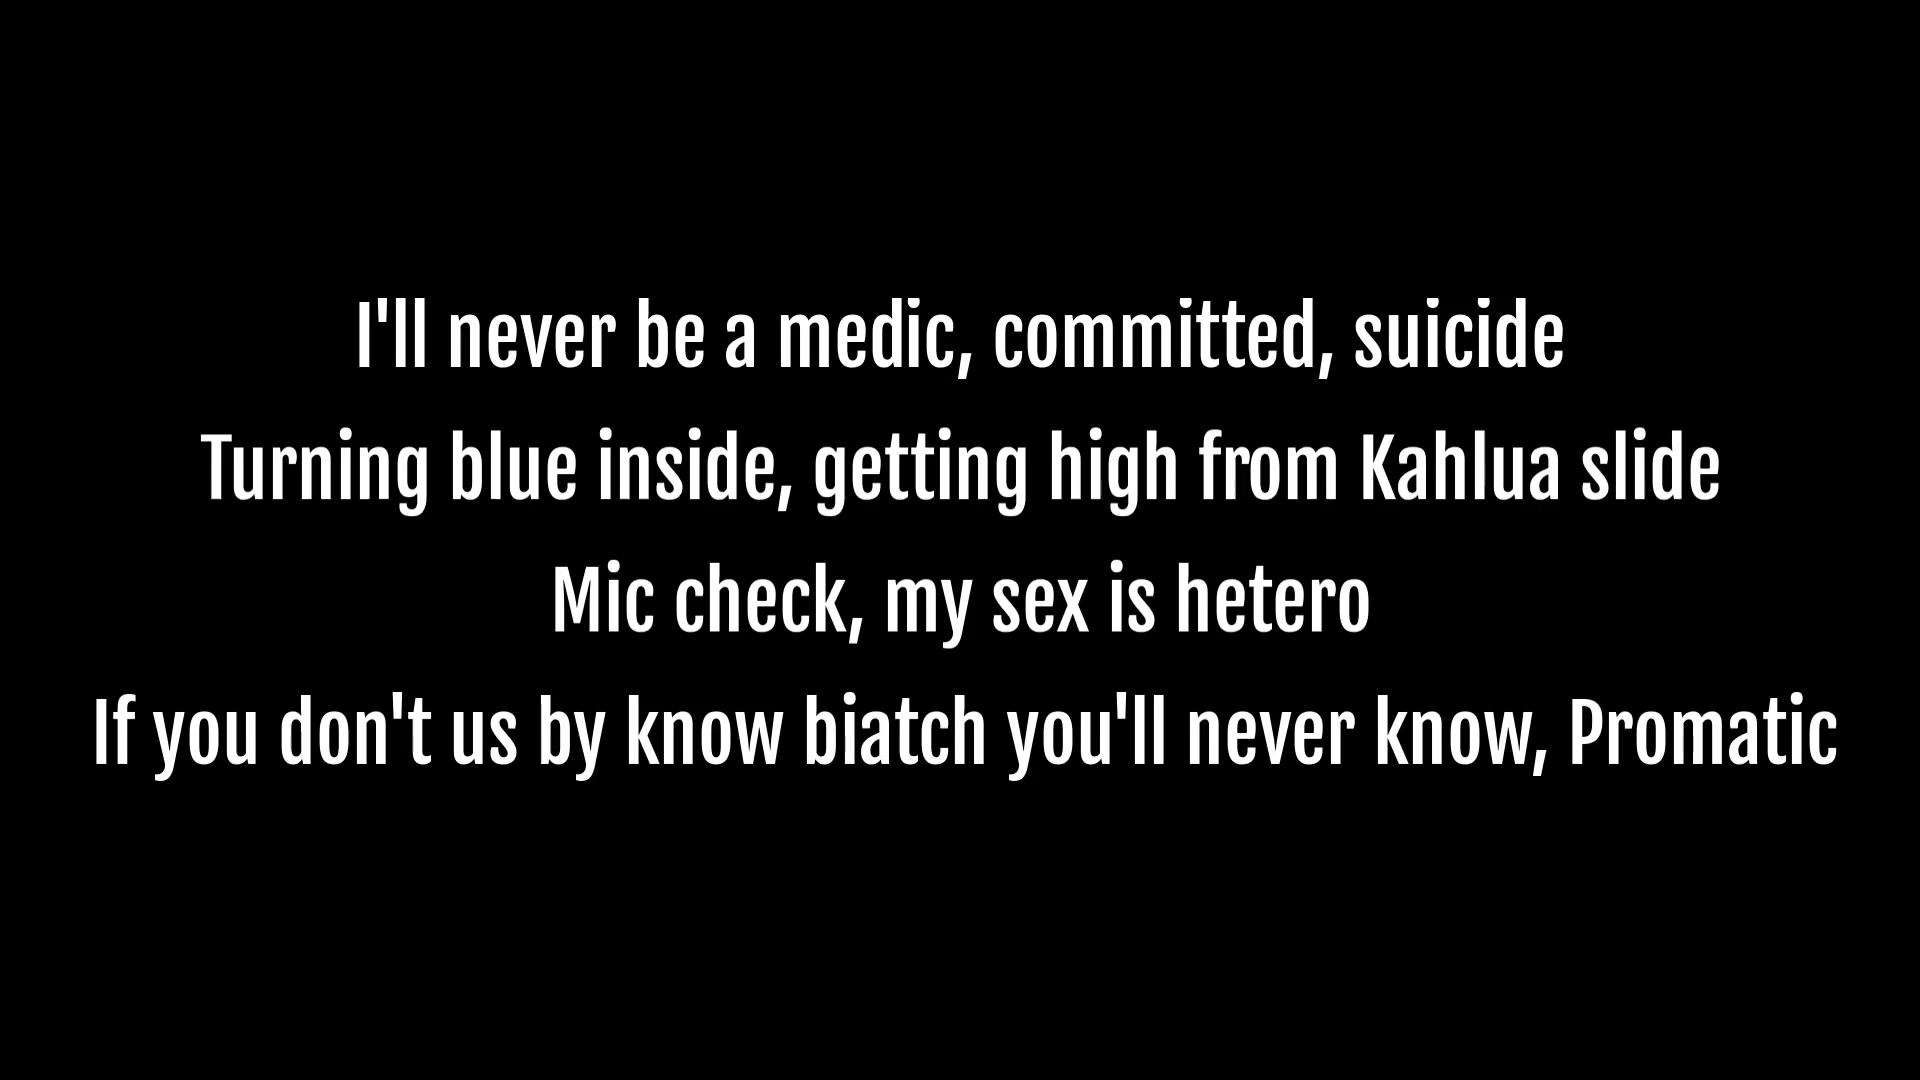 I'll never be a medic, committed, suicide
Turning blue inside, getting high from Kahlua slide
Mic check, my sex is hetero
If you don't us by know biatch you'll never know, Promatic